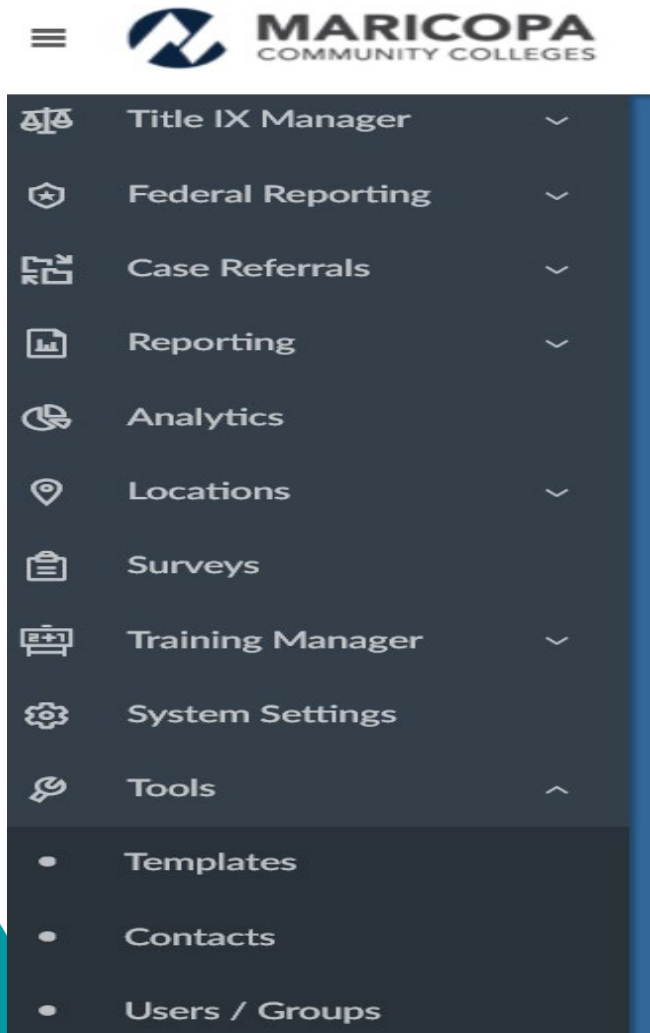 MARICOPA
COMMUNITY COLLEGES
Title IX Manager
Federal Reporting
Case Referrals
Reporting
Analytics
Locations
Surveys
Training Manager
System Settings
Tools
Templates
Contacts
Users / Groups